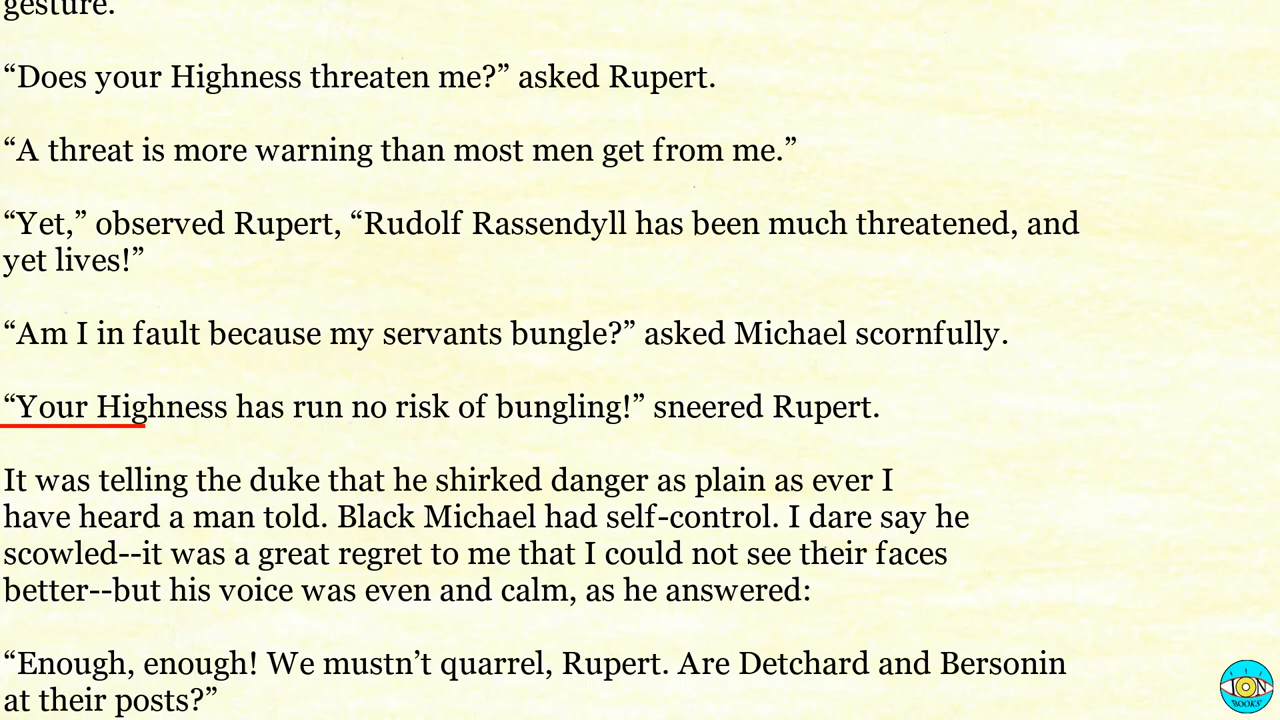 gesture.
“Does your Highness threaten me?” asked Rupert.
“A threat is more warning than most men get from me.”
“Yet,” observed Rupert, “Rudolf Rassendyll has been much threatened, and
yet lives!”
“Am I in fault because my servants bungle?” asked Michael scornfully.
“Your Highness has run no risk of bungling!” sneered Rupert.
It was telling the duke that he shirked danger as plain as ever I
have heard a man told. Black Michael had self-control. I dare say he
scowled--it was a great regret to me that I could not see their faces
better--but his voice was even and calm, as he answered:
“Enough, enough! We mustn’t quarrel, Rupert. Are Detchard and Bersonin
at their posts?”
ION
BOOKS